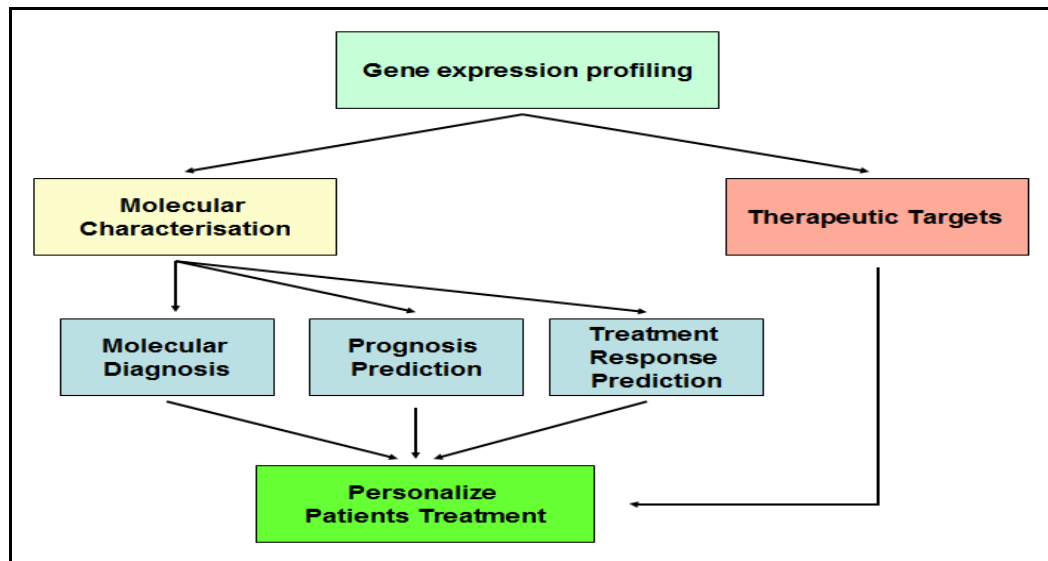 Gene expression profiling
Molecular
Characterisation
Therapeutic Targets
Molecular
Diagnosis
Prognosis
Prediction
Treatment
Response
Prediction
Personalize
Patients Treatment